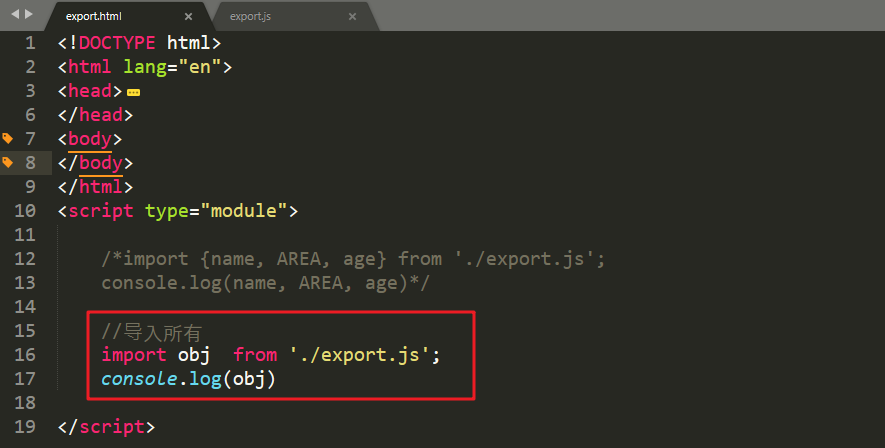 export.html × export.js ×
1 <!DOCTYPE html>
2 <html lang="en">
3 <head>
6 </head>
7 <body>
8 </body>
9 </html>
10 <script type="module">
11
12 /*import {name, AREA, age} from './export.js';
13 console.log(name, AREA, age)*/
14
15 //导入所有
16 import obj  from './export.js';
17 console.log(obj)
18
19 </script>